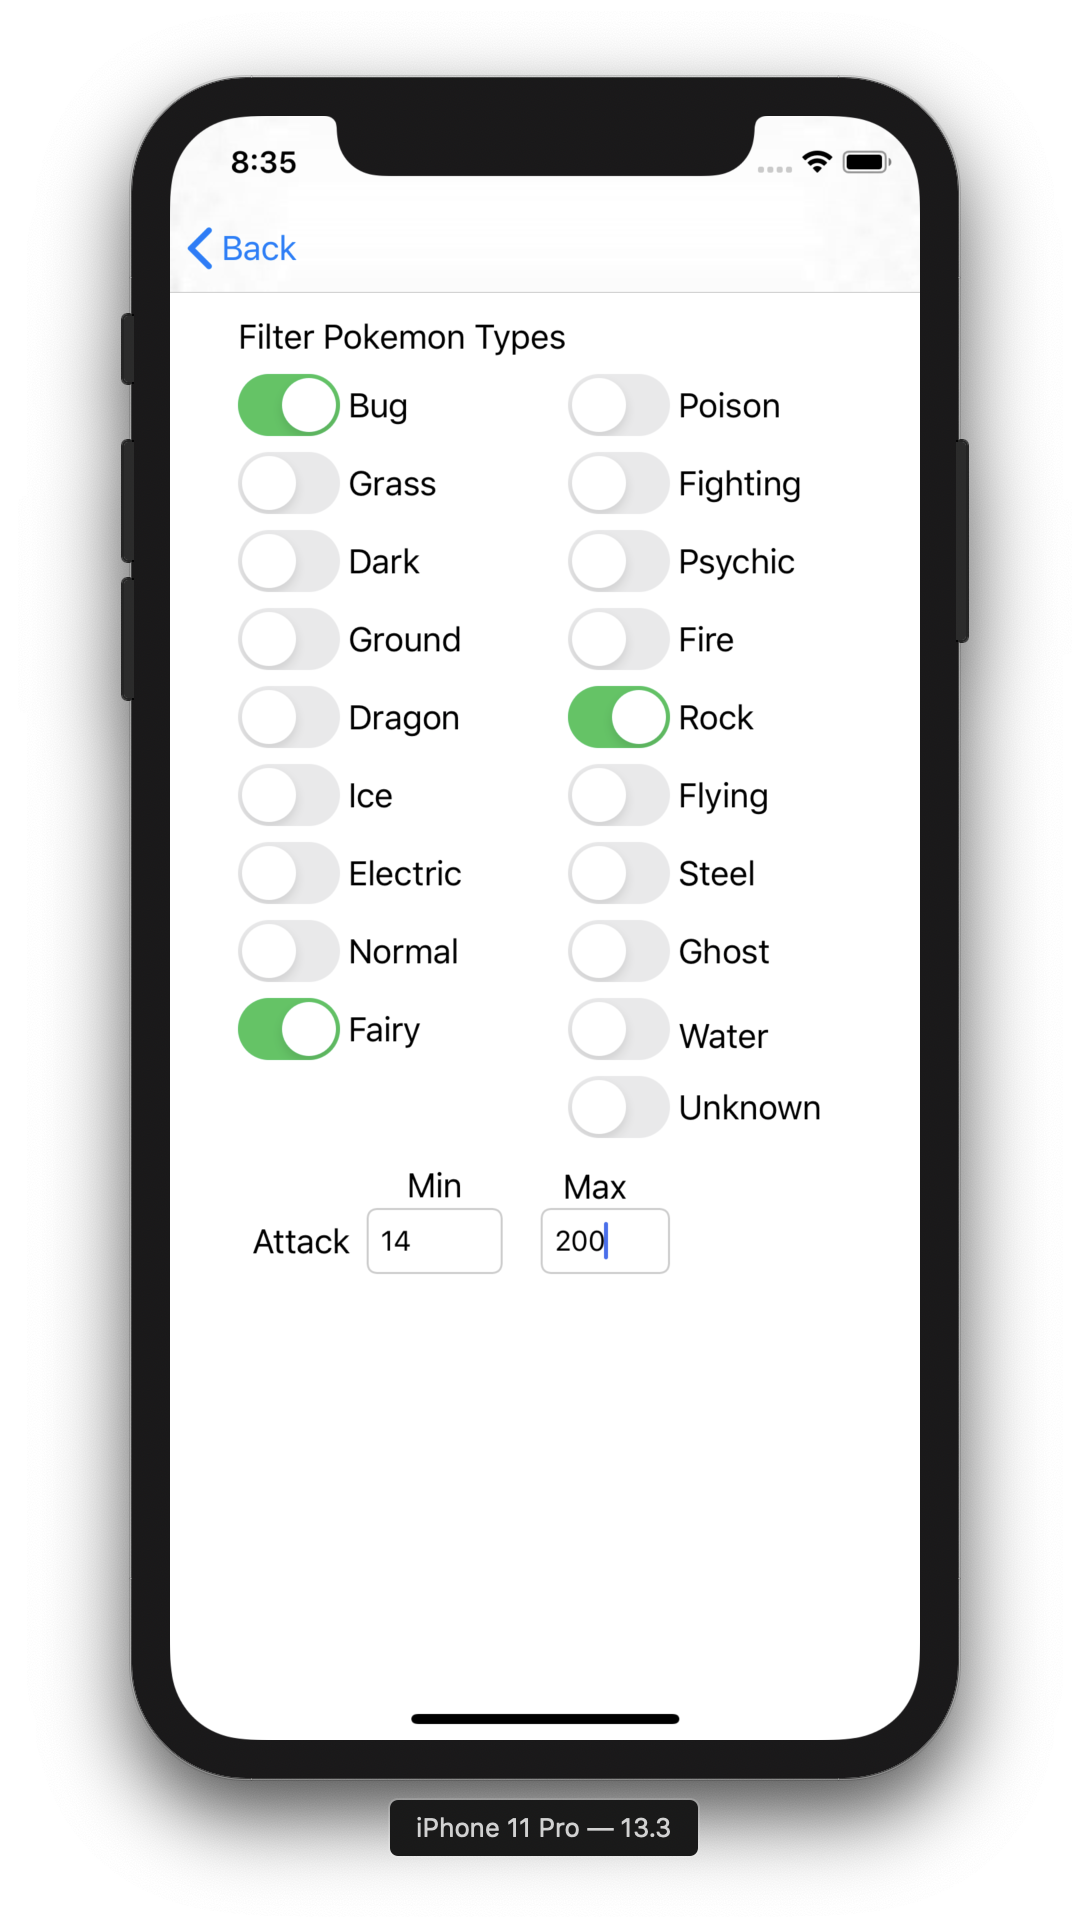 8:35
Back
Filter Pokemon Types
Bug Poison
Grass Fighting
Dark Psychic
Ground Fire
Dragon Rock
Ice Flying
Electric Steel
Normal Ghost
Fairy Water
Unknown
Min Max
Attack 14 200
iPhone 11 Pro — 13.3